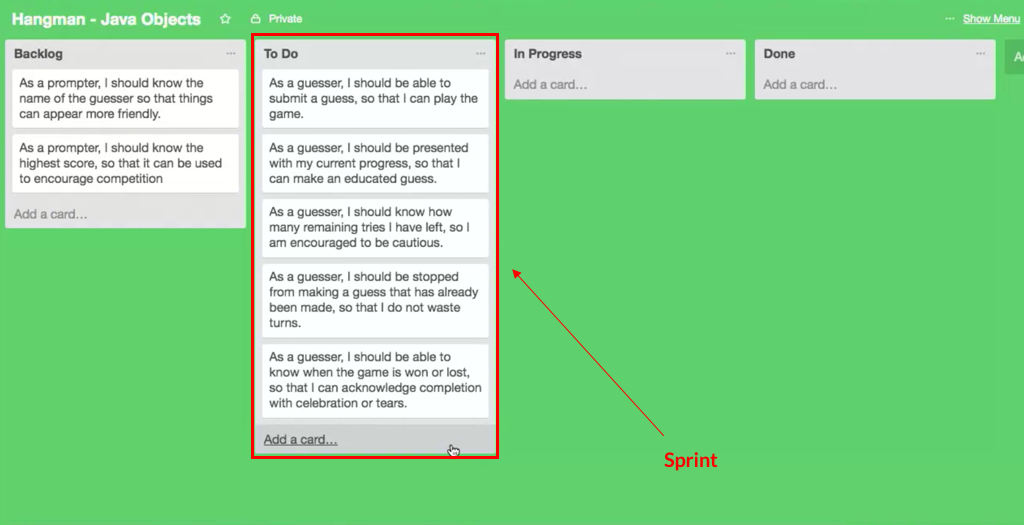 Hangman - Java Objects
Private
... Show Menu
Backlog
As a prompter, I should know the
name of the guesser so that things
can appear more friendly.
As a prompter, I should know the
highest score, so that it can be used
to encourage competition
Add a card...
To Do
As a guesser, I should be able to
submit a guess, so that I can play the
game.
As a guesser, I should be presented
with my current progress, so that I
can make an educated guess.
As a guesser, I should know how
many remaining tries I have left, so I
am encouraged to be cautious.
As a guesser, I should be stopped
from making a guess that has already
been made, so that I do not waste
turns.
As a guesser, I should be able to
know when the game is won or lost,
so that I can acknowledge completion
with celebration or tears.
Add a card...
In Progress
Add a card...
Done
Add a card...
Sprint